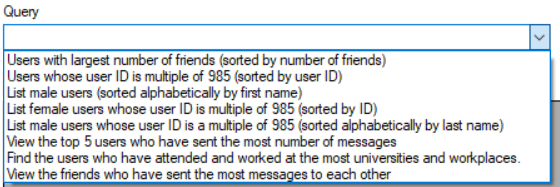 Query
Users with largest number of friends (sorted by number of friends)
Users whose user ID is multiple of 985 (sorted by user ID)
List male users (sorted alphabetically by first name)
List female users whose user ID is multiple of 985 (sorted by ID)
List male users whose user ID is a multiple of 985 (sorted alphabetically by last name)
View the top 5 users who have sent the most number of messages
Find the users who have attended and worked at the most universities and workplaces.
View the friends who have sent the most messages to each other